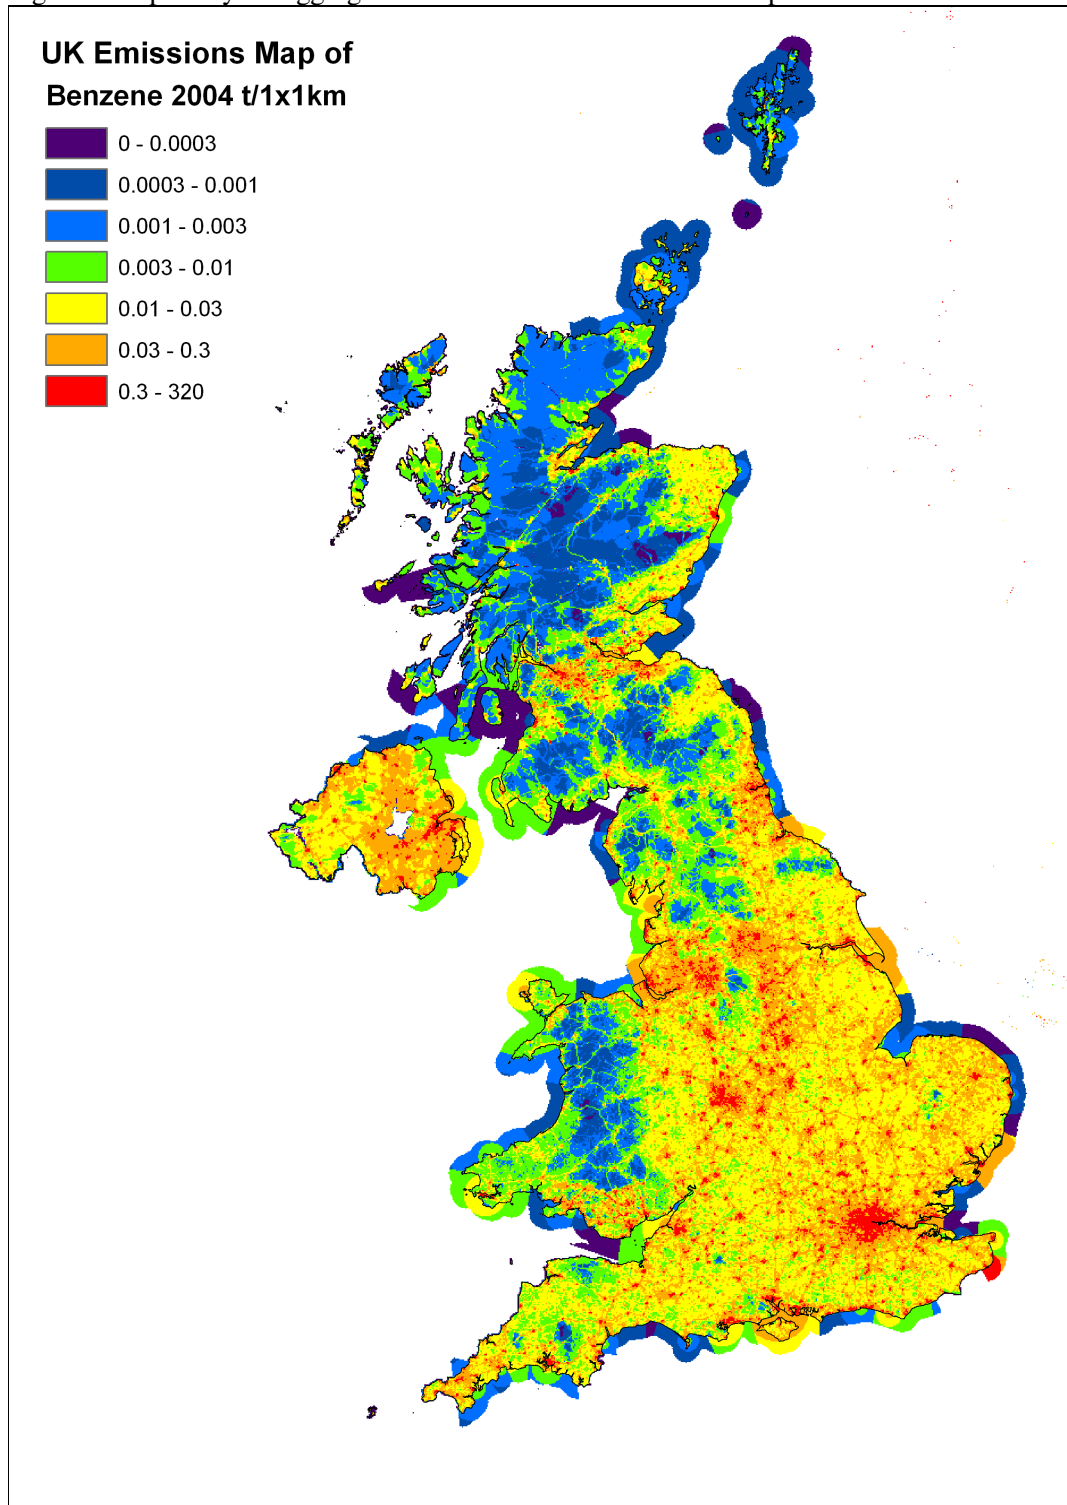 UK Emissions Map of
Benzene 2004 t/1x1km
0 - 0.0003
0.0003 - 0.001
0.001 - 0.003
0.003 - 0.01
0.01 - 0.03
0.03 - 0.3
0.3 - 320